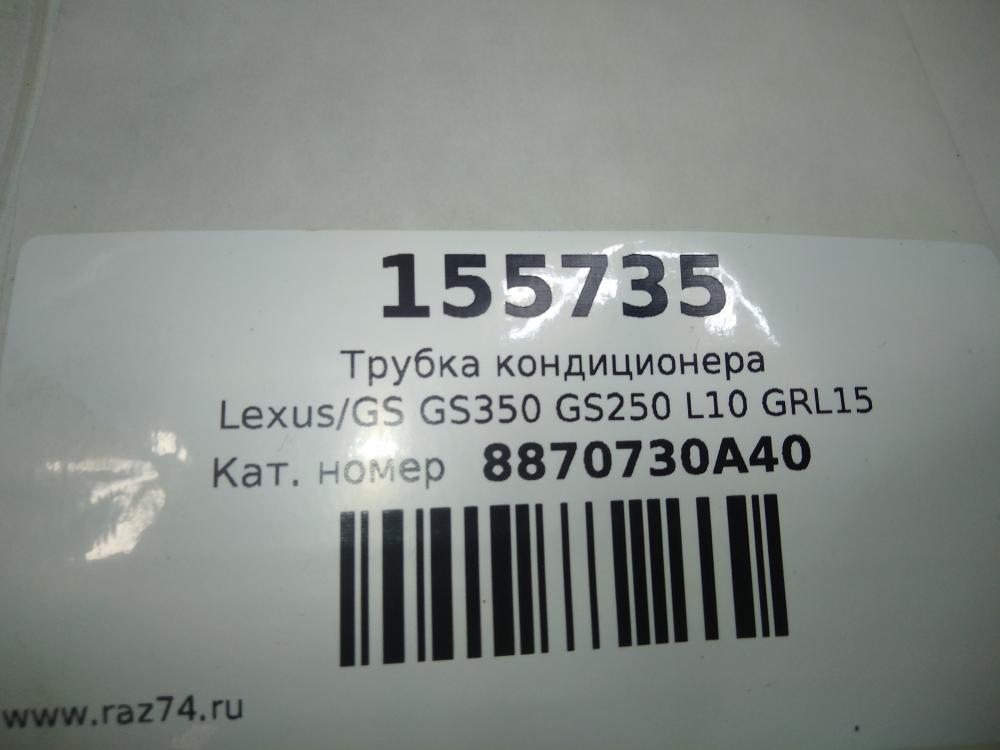 155735
Трубка кондиционера
Lexus/GS GS350 GS250 L10 GRL15
Кат. номер 8870730A40
www.raz74.ru